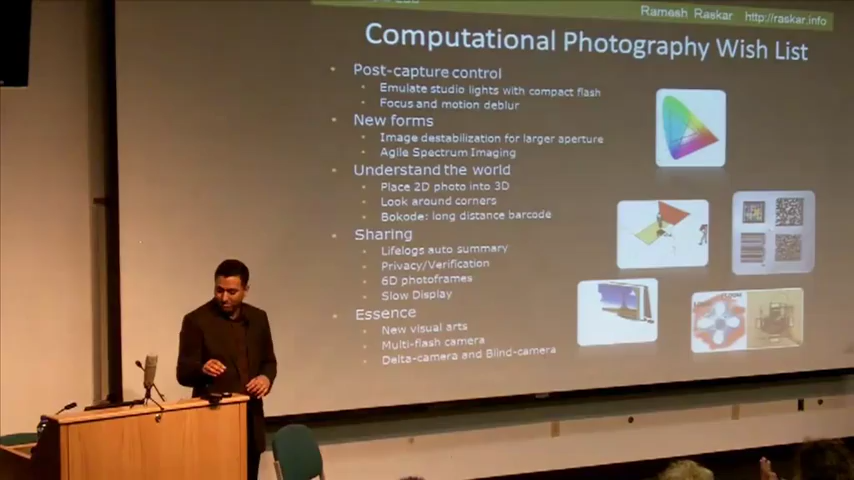 Ramesh Raskar http://raskar.info
Computational Photography Wish List
Post-capture control
Emulate studio lights with compact flash
Focus and motion deblur
New forms
Image destabilization for larger aperture
Agile Spectrum Imaging
Understand the world
Place 2D photo into 3D
Look around corners
Bokode: long distance barcode
Sharing
Lifelogs auto summary
Privacy/Verification
6D photoframes
Slow Display
Essence
New visual arts
Multi-flash camera
Delta-camera and Blind-camera